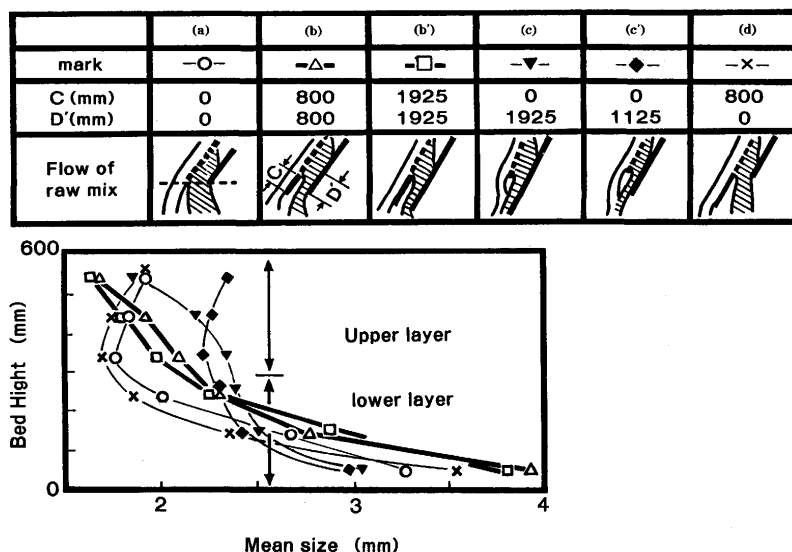 (a) (b) (b') (c) (c') (d)
mark
C (mm) 0 800 1925 0 0 800
D'(mm) 0 800 1925 1925 1125 0
Flow of
raw mix
C
D'
600
Bed Hight (mm)
Upper layer
lower layer
0
2 3 4
Mean size (mm)